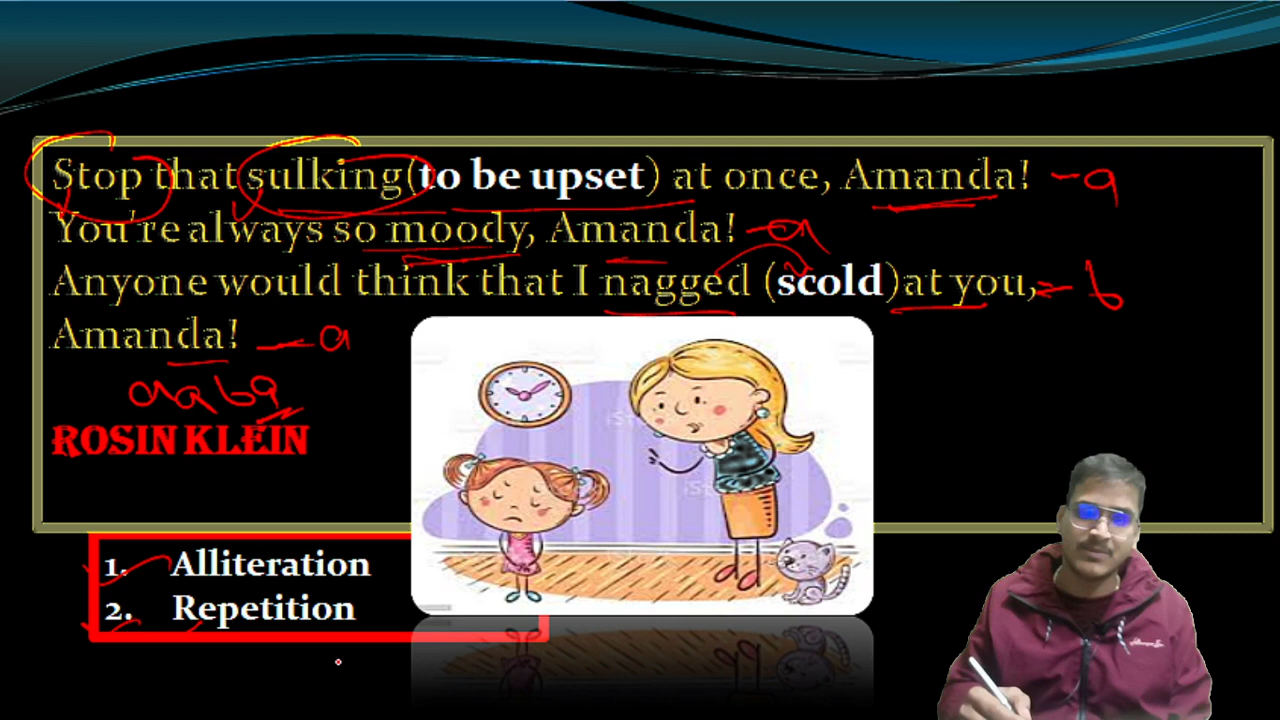 Stop that sulking(to be upset) at once, Amanda! -a
You're always so moody, Amanda! -a
Anyone would think that I nagged (scold)at you, - b
Amanda! - a
aaba
ROSIN KLEIN
1. Alliteration
2. Repetition